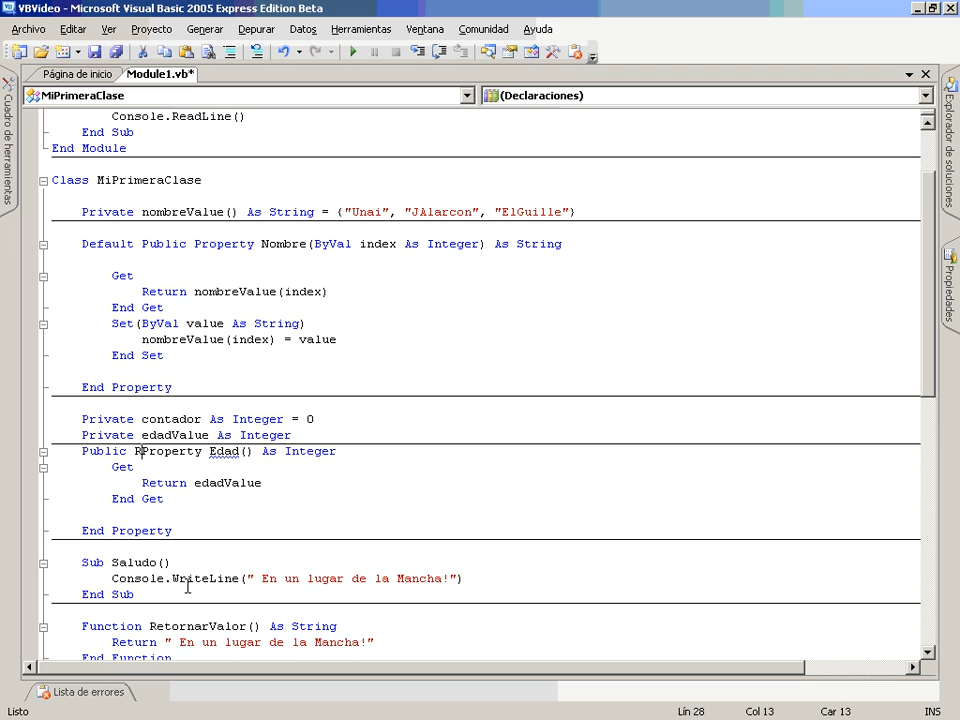 VBVideo - Microsoft Visual Basic 2005 Express Edition Beta
Archivo Editar Ver Proyecto Generar Depurar Datos Herramientas Ventana Comunidad Ayuda
Página de inicio Module1.vb*
MiPrimeraClase (Declaraciones)
Cuadro de herramientas
Explorador de soluciones
Propiedades
Console.ReadLine()
End Sub
End Module
Class MiPrimeraClase
Private nombreValue() As String = {"Unai", "JAlarcon", "ElGuille"}
Default Public Property Nombre(ByVal index As Integer) As String
Get
Return nombreValue(index)
End Get
Set(ByVal value As String)
nombreValue(index) = value
End Set
End Property
Private contador As Integer = 0
Private edadValue As Integer
Public RProperty Edad() As Integer
Get
Return edadValue
End Get
End Property
Sub Saludo()
Console.WriteLine(" En un lugar de la Mancha!")
End Sub
Function RetornarValor() As String
Return " En un lugar de la Mancha!"
End Function
Lista de errores
Listo Lín 28 Col 13 Car 13 INS